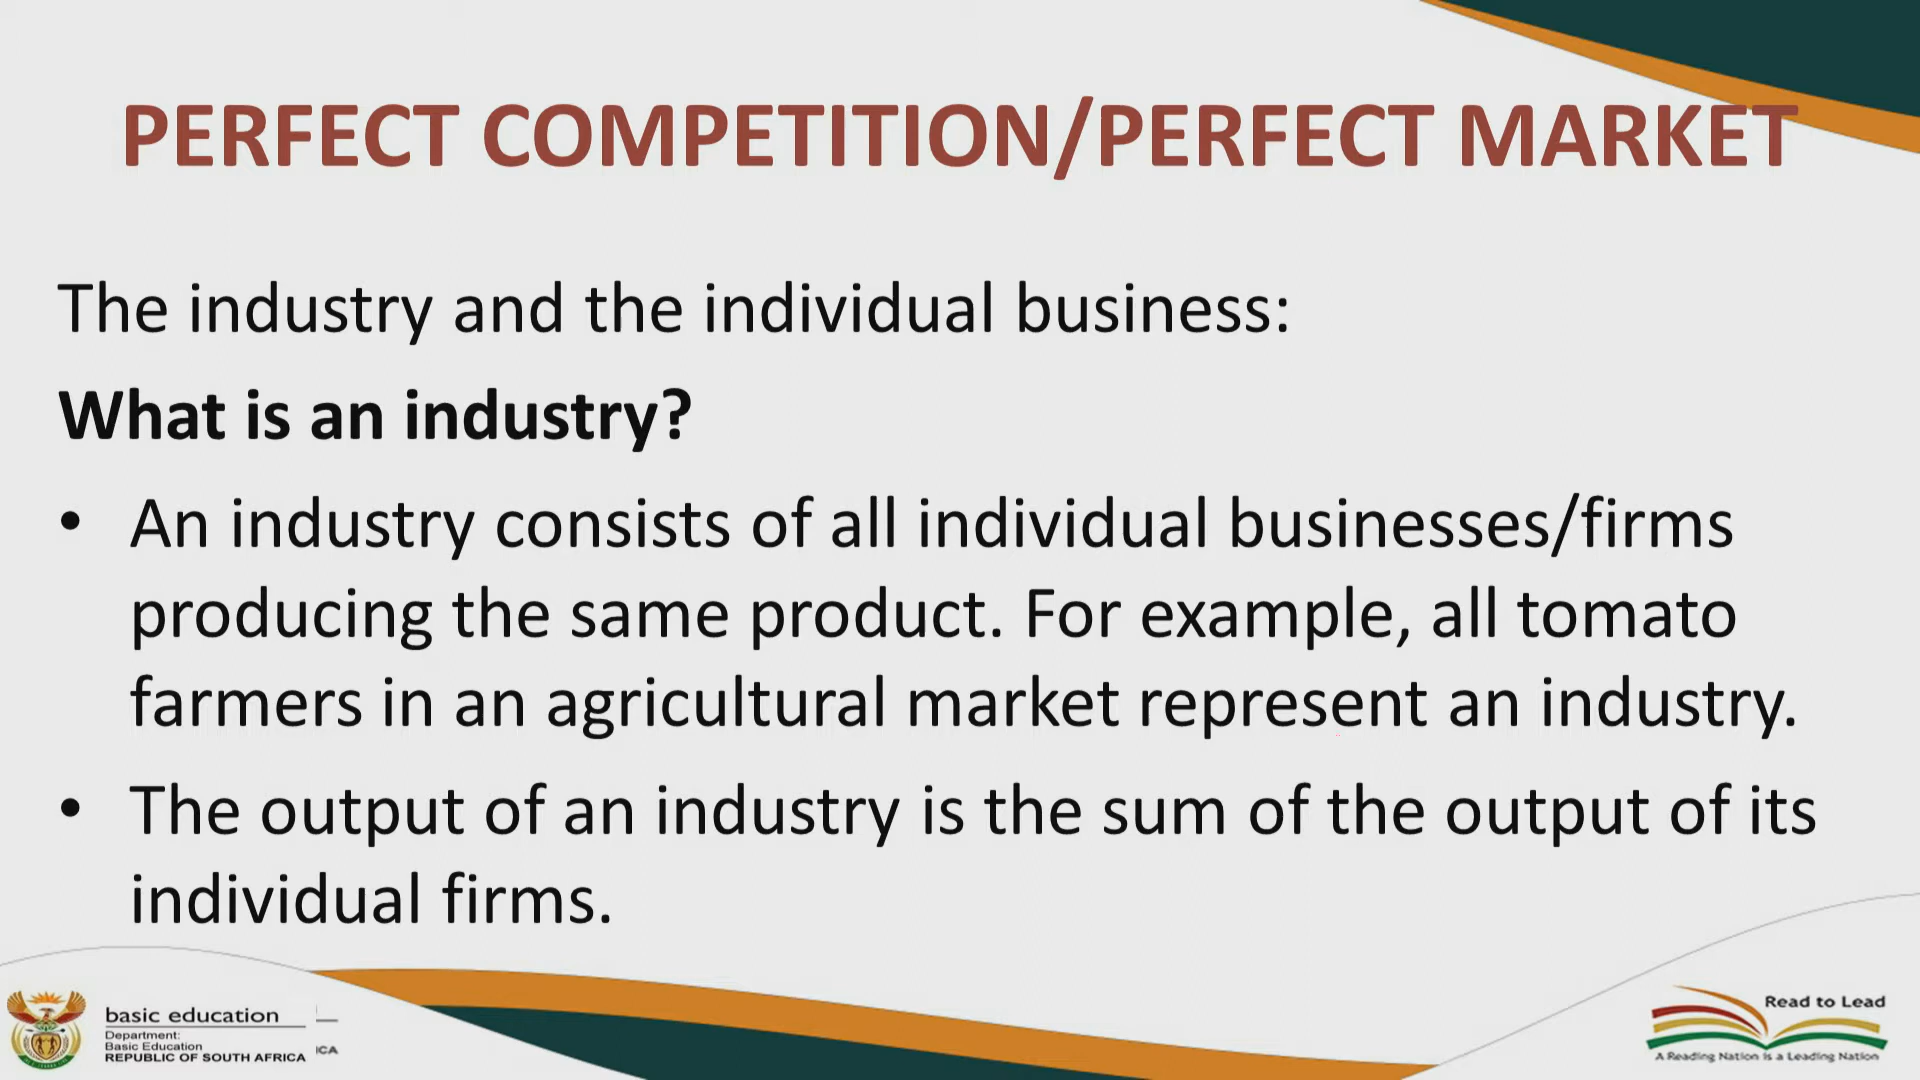 PERFECT COMPETITION/PERFECT MARKET
The industry and the individual business:
What is an industry?
• An industry consists of all individual businesses/firms
producing the same product. For example, all tomato
farmers in an agricultural market represent an industry.
• The output of an industry is the sum of the output of its
individual firms.
basic education
Department:
Basic Education
REPUBLIC OF SOUTH AFRICA
ICA
Read to Lead
A Reading Nation is a Leading Nation